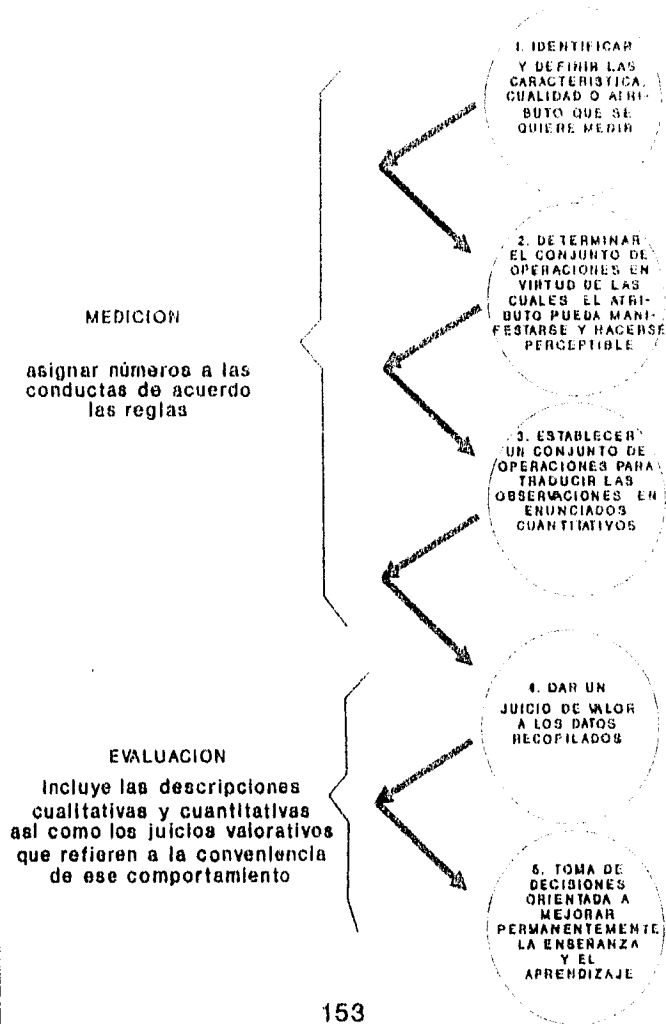 1. IDENTIFICAR
Y DEFINIR LAS
CARACTERISTICA,
CUALIDAD O ATRI-
BUTO QUE SE
QUIERE MEDIR
2. DETERMINAR
EL CONJUNTO DE
OPERACIONES EN
VIRTUD DE LAS
CUALES EL ATRI-
BUTO PUEDA MANI-
FESTARSE Y HACERSE
PERCEPTIBLE
MEDICION
asignar números a las
conductas de acuerdo
las reglas
3. ESTABLECER
UN CONJUNTO DE
OPERACIONES PARA
TRADUCIR LAS
OBSERVACIONES EN
ENUNCIADOS
CUANTITATIVOS
4. DAR UN
JUICIO DE VALOR
A LOS DATOS
RECOPILADOS
EVALUACION
incluye las descripciones
cualitativas y cuantitativas
así como los juicios valorativos
que refieren a la conveniencia
de ese comportamiento
5. TOMA DE
DECISIONES
ORIENTADA A
MEJORAR
PERMANENTEMENTE
LA ENSEÑANZA
Y EL
APRENDIZAJE
153